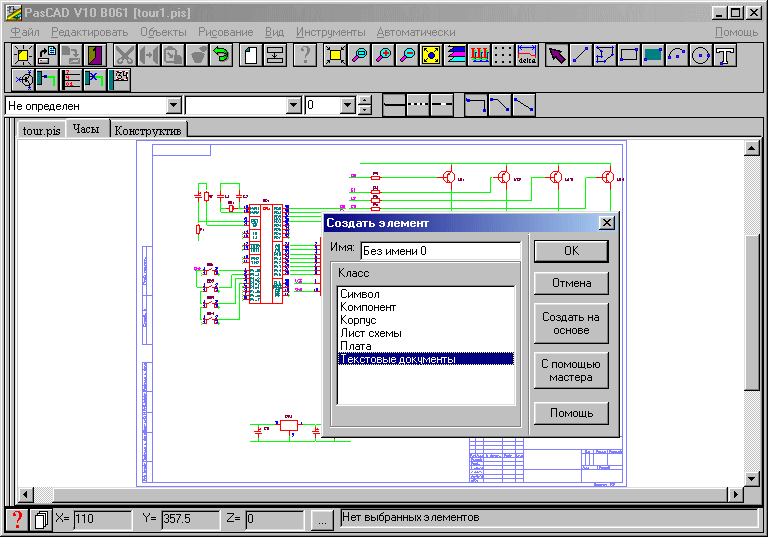 PasCAD V10 B061 [tour1.pis]
Файл Редактировать Объекты Рисование Вид Инструменты Автоматически Помощь
delta
Не определен 0
tour.pis Часы Конструктив
Создать элемент
Имя: Без имени 0
OK
Класс
Отмена
Символ
Компонент
Корпус
Лист схемы
Плата
Текстовые документы
Создать на основе
С помощью мастера
Помощь
X= 110 Y= 357.5 Z= 0 ... Нет выбранных элементов